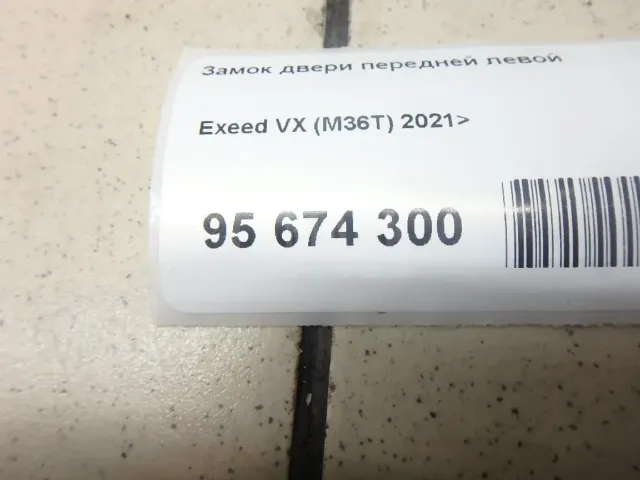 Замок двери передней левой
Exeed VX (M36T) 2021>
95 674 300